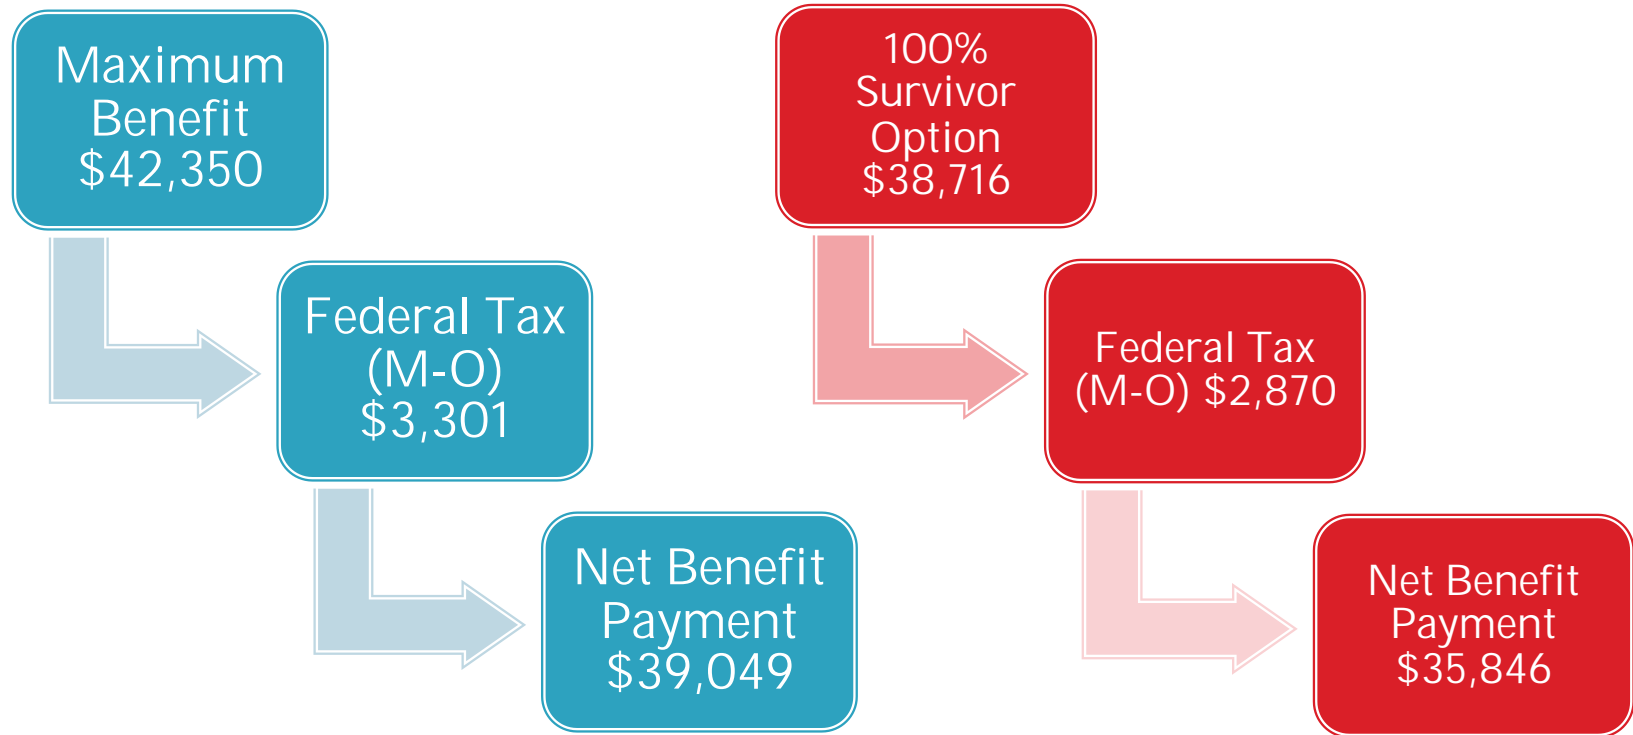 Maximum
Benefit
$42,350
Federal Tax
(M-O)
$3,301
Net Benefit
Payment
$39,049
100%
Survivor
Option
$38,716
Federal Tax
(M-O) $2,870
Net Benefit
Payment
$35,846